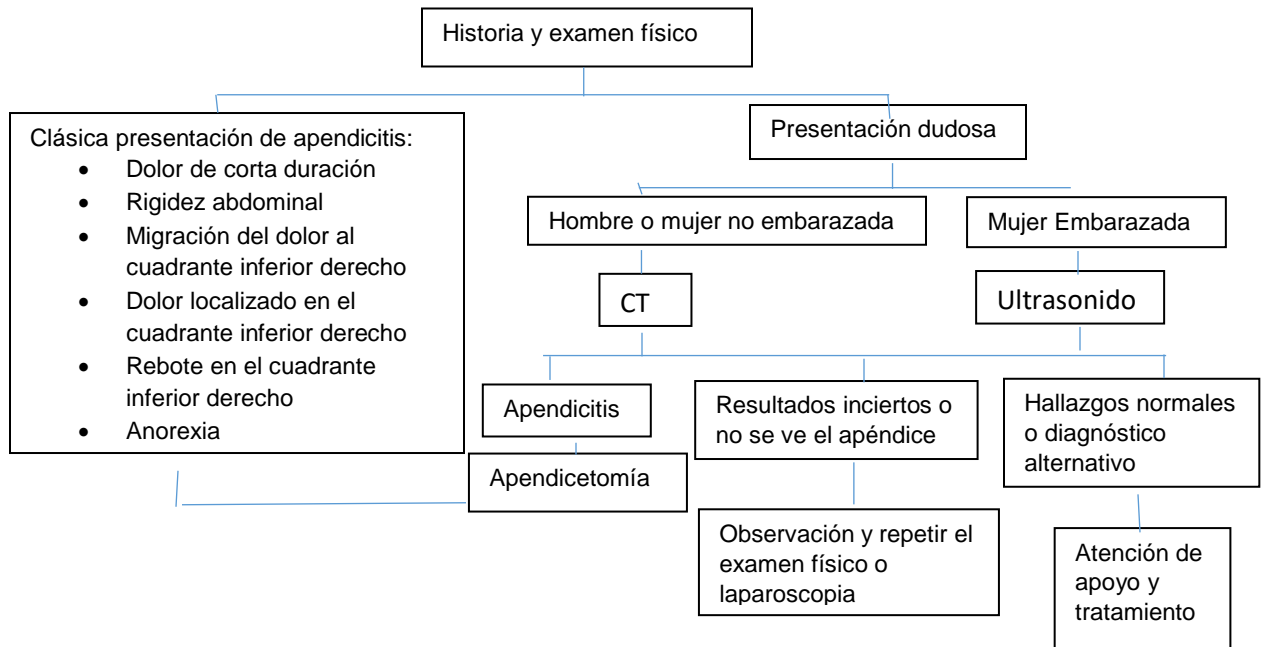 Historia y examen físico
Clásica presentación de apendicitis:
• Dolor de corta duración
• Rigidez abdominal
• Migración del dolor al
cuadrante inferior derecho
• Dolor localizado en el
cuadrante inferior derecho
• Rebote en el cuadrante
inferior derecho
• Anorexia
Presentación dudosa
Hombre o mujer no embarazada
Mujer Embarazada
CT
Ultrasonido
Apendicitis
Resultados inciertos o
no se ve el apéndice
Hallazgos normales
o diagnóstico
alternativo
Apendicetomía
Observación y repetir el
examen físico o
laparoscopia
Atención de
apoyo y
tratamiento